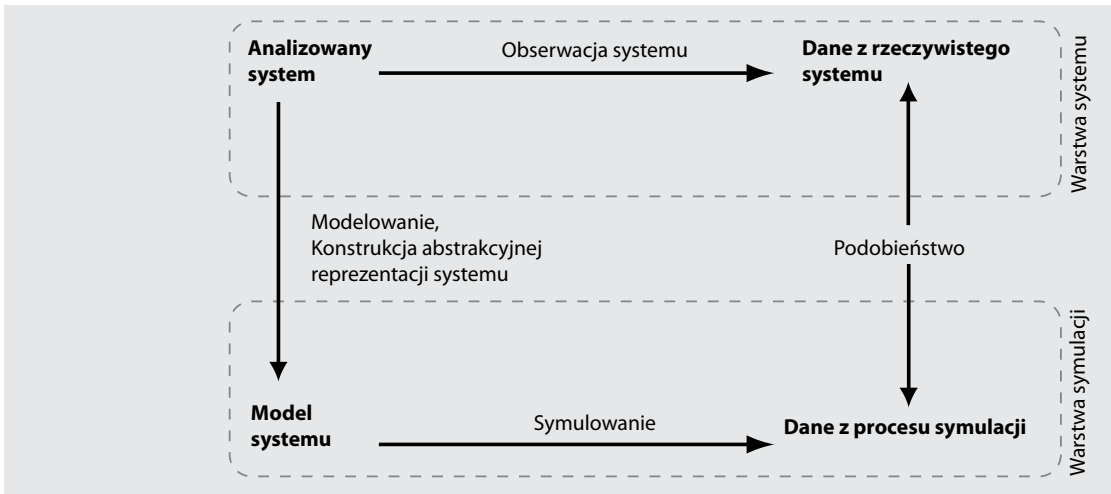 Analizowany
system
Obserwacja systemu
Dane z rzeczywistego
systemu
Warstwa systemu
Modelowanie,
Konstrukcja abstrakcyjnej
reprezentacji systemu
Podobieństwo
Model
systemu
Symulowanie
Dane z procesu symulacji
Warstwa symulacji